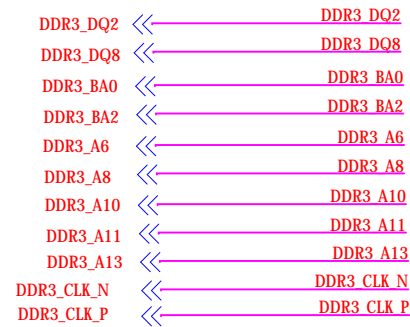 DDR3_DQ2 DDR3_DQ2
DDR3_DQ8 DDR3_DQ8
DDR3_BA0 DDR3_BA0
DDR3_BA2 DDR3_BA2
DDR3_A6 DDR3_A6
DDR3_A8 DDR3_A8
DDR3_A10 DDR3_A10
DDR3_A11 DDR3_A11
DDR3_A13 DDR3_A13
DDR3_CLK_N DDR3_CLK_N
DDR3_CLK_P DDR3_CLK_P